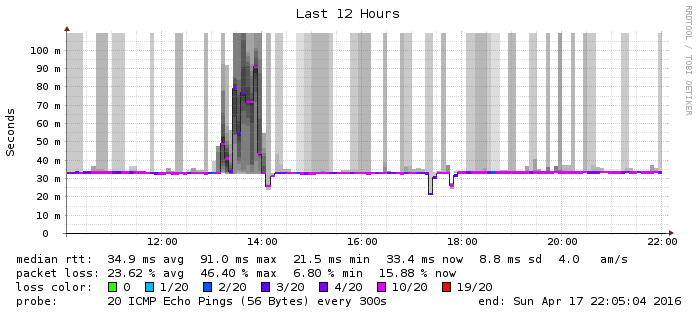 Last 12 Hours
RRDTOOL / TOBI OETIKER
Seconds
100 m
90 m
80 m
70 m
60 m
50 m
40 m
30 m
20 m
10 m
0
12:00 14:00 16:00 18:00 20:00 22:00
median rtt: 34.9 ms avg 91.0 ms max 21.5 ms min 33.4 ms now 8.8 ms sd 4.0 am/s
packet loss: 23.62 % avg 46.40 % max 6.80 % min 15.88 % now
loss color: 0 1/20 2/20 3/20 4/20 10/20 19/20
probe: 20 ICMP Echo Pings (56 Bytes) every 300s end: Sun Apr 17 22:05:04 2016